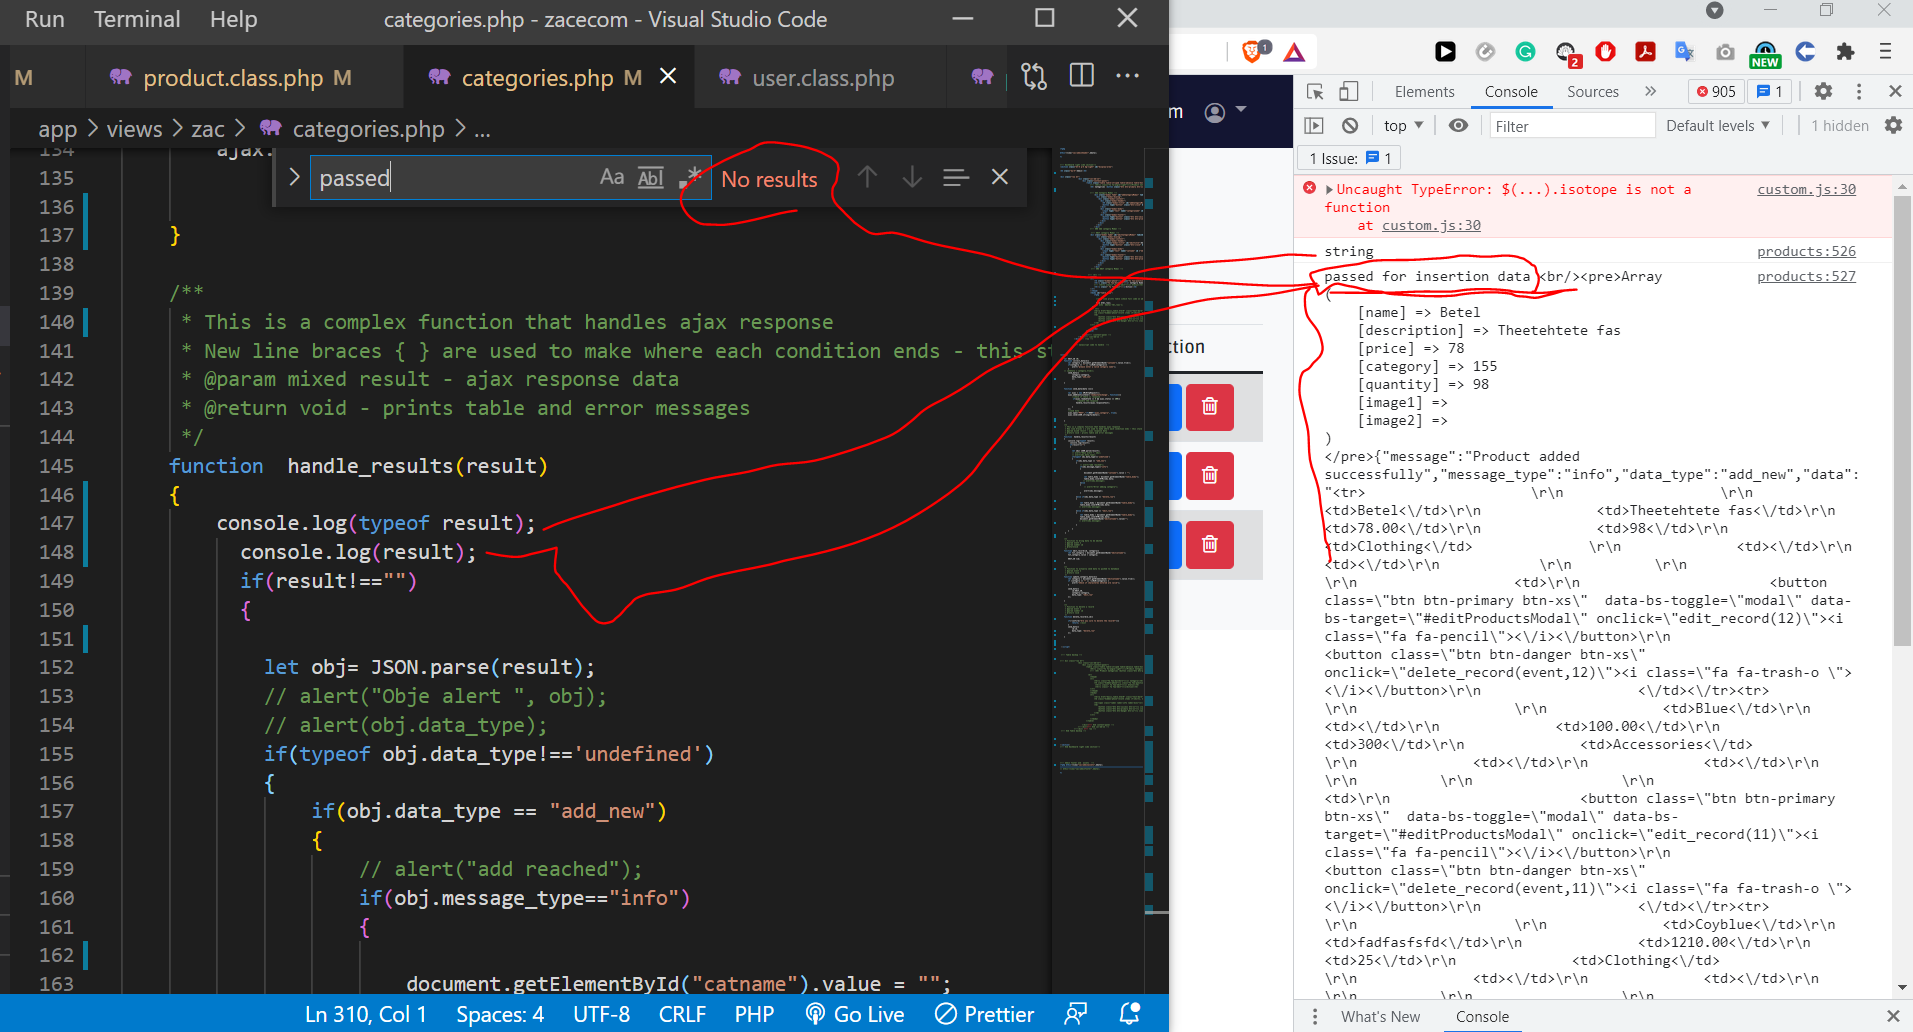 Run Terminal Help categories.php - zacecom - Visual Studio Code
M product.class.php M categories.php M user.class.php
app > views > zac > categories.php > ...
passed Aa Abl .* No results
134 ajax.
135
136
137 }
138
139 /**
140 * This is a complex function that handles ajax response
141 * New line braces { } are used to make where each condition ends - this s
142 * @param mixed result - ajax response data
143 * @return void - prints table and error messages
144 */
145 function handle_results(result)
146 {
147 console.log(typeof result);
148 console.log(result);
149 if(result!=="")
150 {
151
152 let obj= JSON.parse(result);
153 // alert("Obje alert ", obj);
154 // alert(obj.data_type);
155 if(typeof obj.data_type!=='undefined')
156 {
157 if(obj.data_type == "add_new")
158 {
159 // alert("add reached");
160 if(obj.message_type=="info")
161 {
162
163 document.getElementById("catname").value = "";
Ln 310, Col 1 Spaces: 4 UTF-8 CRLF PHP Go Live Prettier
1 2 NEW
m
ction
Elements Console Sources 905 1
top Filter Default levels 1 hidden
1 Issue: 1
Uncaught TypeError: $(...).isotope is not a custom.js:30
function
at custom.js:30
string products:526
passed for insertion data <br/><pre>Array products:527
(
[name] => Betel
[description] => Theetehtete fas
[price] => 78
[category] => 155
[quantity] => 98
[image1] =>
[image2] =>
)
</pre>{"message":"Product added
successfully","message_type":"info","data_type":"add_new","data":
"<tr> \r\n \r\n
<td>Betel<\/td>\r\n <td>Theetehtete fas<\/td>\r\n
<td>78.00<\/td>\r\n <td>98<\/td>\r\n
<td>Clothing<\/td> \r\n <td><\/td>\r\n
<td><\/td>\r\n \r\n \r\n
\r\n <td>\r\n <button
class=\"btn btn-primary btn-xs\" data-bs-toggle=\"modal\" data-
bs-target=\"#editProductsModal\" onclick=\"edit_record(12)\"><i
class=\"fa fa-pencil\"><\/i><\/button>\r\n
<button class=\"btn btn-danger btn-xs\"
onclick=\"delete_record(event,12)\"><i class=\"fa fa-trash-o \">
<\/i><\/button>\r\n <\/td><\/tr><tr>
\r\n \r\n <td>Blue<\/td>\r\n
<td><\/td>\r\n <td>100.00<\/td>\r\n
<td>300<\/td>\r\n <td>Accessories<\/td>
\r\n <td><\/td>\r\n <td><\/td>\r\n
\r\n \r\n \r\n
<td>\r\n <button class=\"btn btn-primary
btn-xs\" data-bs-toggle=\"modal\" data-bs-
target=\"#editProductsModal\" onclick=\"edit_record(11)\"><i
class=\"fa fa-pencil\"><\/i><\/button>\r\n
<button class=\"btn btn-danger btn-xs\"
onclick=\"delete_record(event,11)\"><i class=\"fa fa-trash-o \">
<\/i><\/button>\r\n <\/td><\/tr><tr>
\r\n \r\n <td>Coyblue<\/td>\r\n
<td>fadfasfsfd<\/td>\r\n <td>1210.00<\/td>\r\n
<td>25<\/td>\r\n <td>Clothing<\/td>
\r\n <td><\/td>\r\n <td><\/td>\r\n
\r\n \r\n \r\n
What's New Console